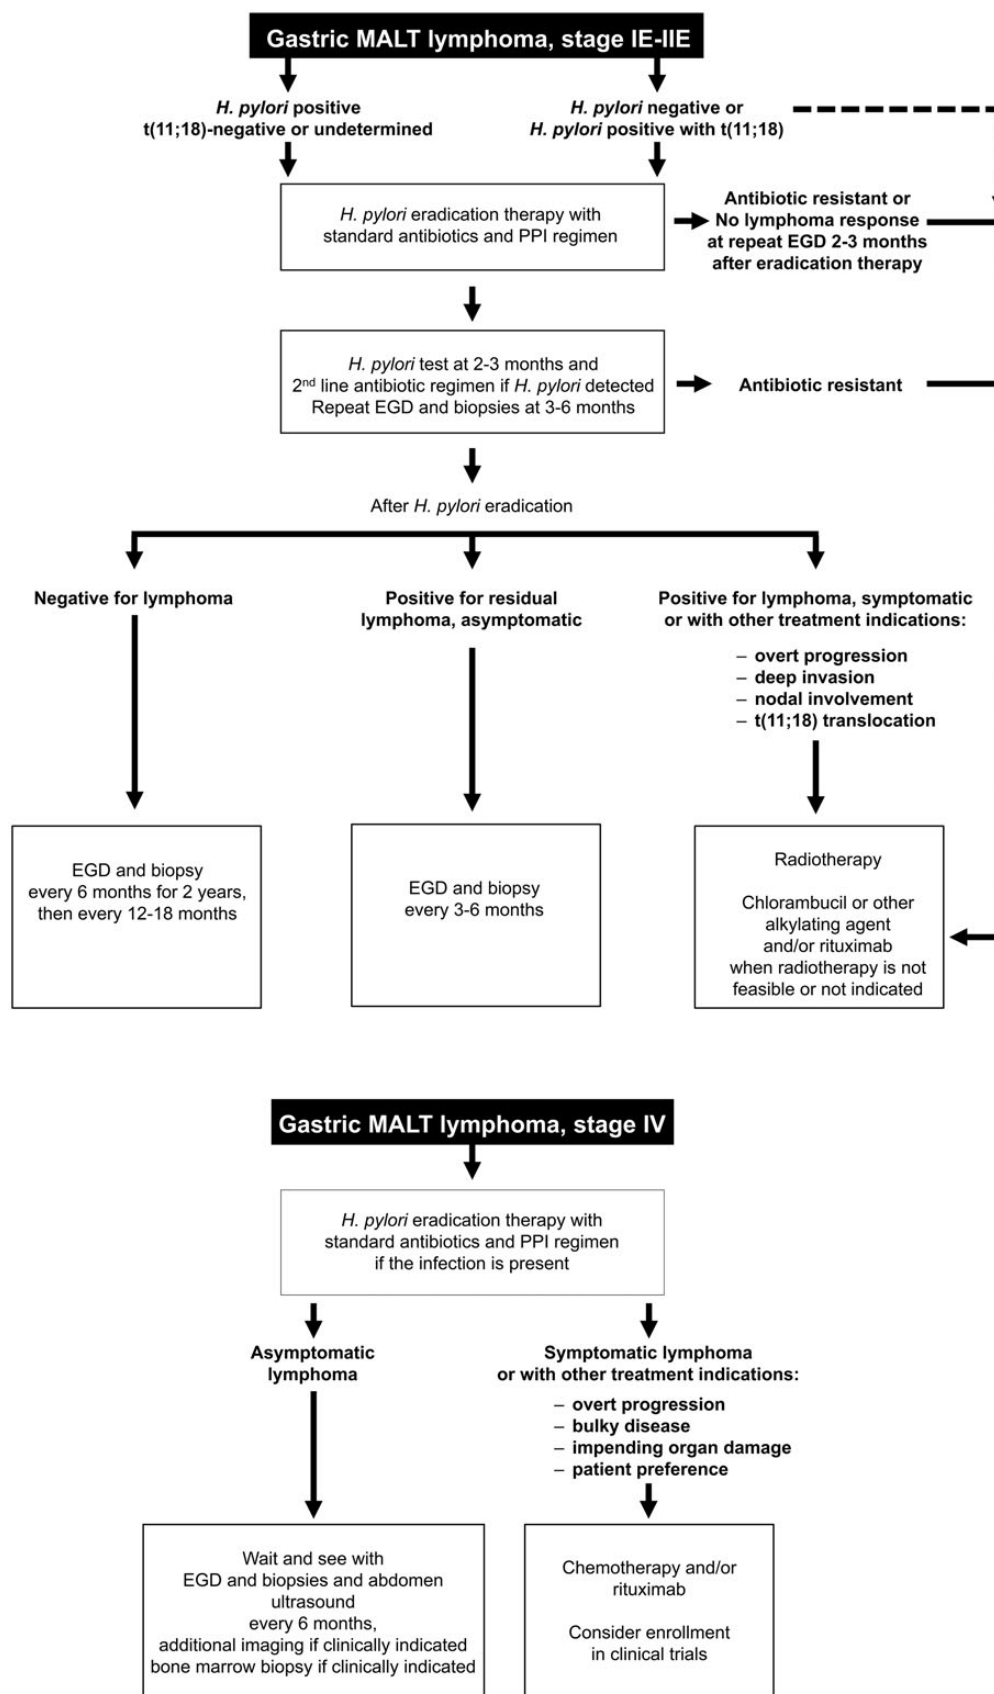 Gastric MALT lymphoma, stage IE-IIE
H. pylori positive
t(11;18)-negative or undetermined
H. pylori negative or
H. pylori positive with t(11;18)
H. pylori eradication therapy with
standard antibiotics and PPI regimen
Antibiotic resistant or
No lymphoma response
at repeat EGD 2-3 months
after eradication therapy
H. pylori test at 2-3 months and
2nd line antibiotic regimen if H. pylori detected
Repeat EGD and biopsies at 3-6 months
Antibiotic resistant
After H. pylori eradication
Negative for lymphoma
Positive for residual
lymphoma, asymptomatic
Positive for lymphoma, symptomatic
or with other treatment indications:
– overt progression
– deep invasion
– nodal involvement
– t(11;18) translocation
EGD and biopsy
every 6 months for 2 years,
then every 12-18 months
EGD and biopsy
every 3-6 months
Radiotherapy
Chlorambucil or other
alkylating agent
and/or rituximab
when radiotherapy is not
feasible or not indicated
Gastric MALT lymphoma, stage IV
H. pylori eradication therapy with
standard antibiotics and PPI regimen
if the infection is present
Asymptomatic
lymphoma
Symptomatic lymphoma
or with other treatment indications:
– overt progression
– bulky disease
– impending organ damage
– patient preference
Wait and see with
EGD and biopsies and abdomen
ultrasound
every 6 months,
additional imaging if clinically indicated
bone marrow biopsy if clinically indicated
Chemotherapy and/or
rituximab
Consider enrollment
in clinical trials